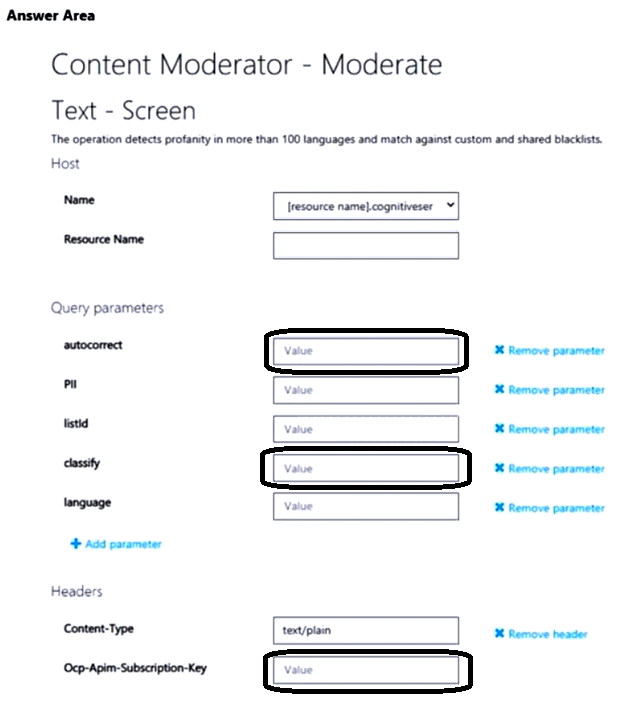 Answer Area
Content Moderator - Moderate
Text - Screen
The operation detects profanity in more than 100 languages and match against custom and shared blacklists.
Host
Name [resource name].cognitiveser
Resource Name
Query parameters
autocorrect Value ✖ Remove parameter
PII Value ✖ Remove parameter
listId Value ✖ Remove parameter
classify Value ✖ Remove parameter
language Value ✖ Remove parameter
✚ Add parameter
Headers
Content-Type text/plain ✖ Remove header
Ocp-Apim-Subscription-Key Value